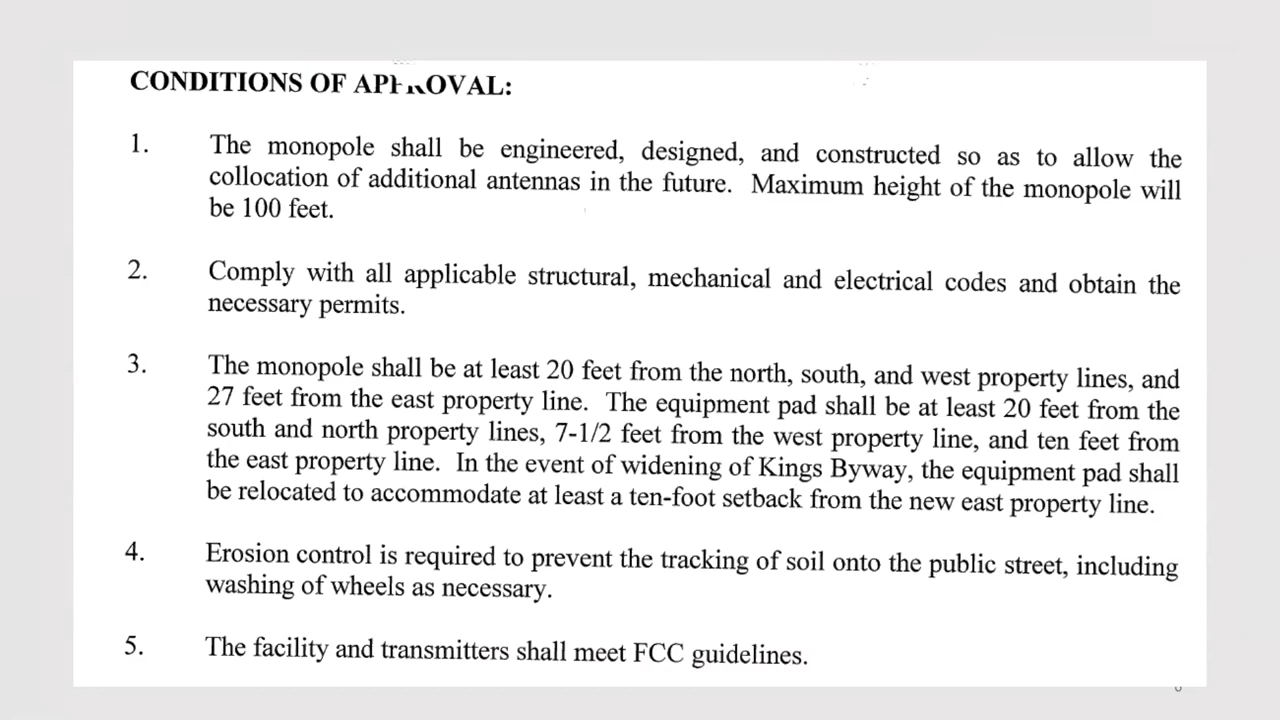 CONDITIONS OF APPROVAL:
1. The monopole shall be engineered, designed, and constructed so as to allow the
collocation of additional antennas in the future. Maximum height of the monopole will
be 100 feet.
2. Comply with all applicable structural, mechanical and electrical codes and obtain the
necessary permits.
3. The monopole shall be at least 20 feet from the north, south, and west property lines, and
27 feet from the east property line. The equipment pad shall be at least 20 feet from the
south and north property lines, 7-1/2 feet from the west property line, and ten feet from
the east property line. In the event of widening of Kings Byway, the equipment pad shall
be relocated to accommodate at least a ten-foot setback from the new east property line.
4. Erosion control is required to prevent the tracking of soil onto the public street, including
washing of wheels as necessary.
5. The facility and transmitters shall meet FCC guidelines.